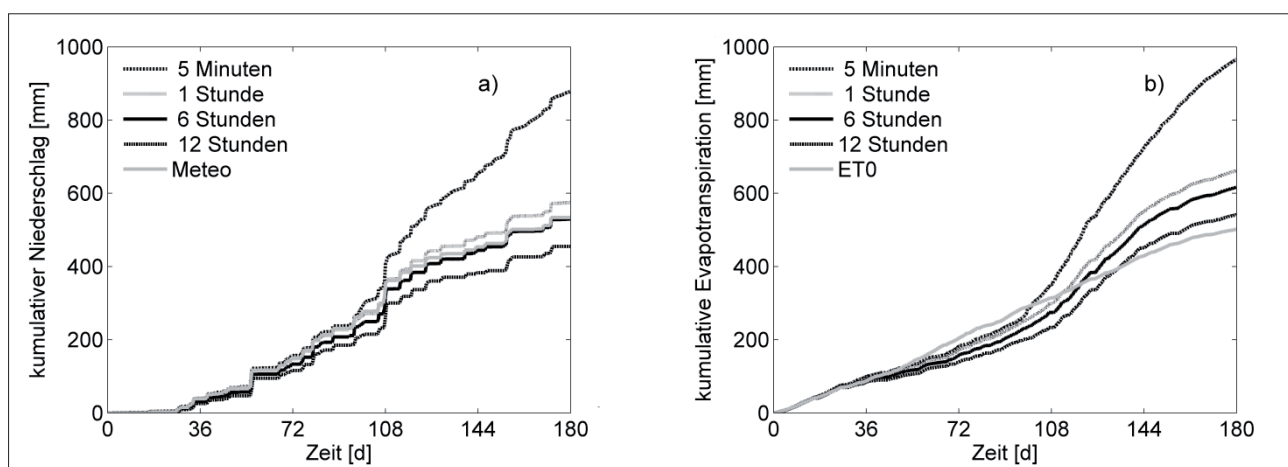 kumulativer Niederschlag [mm]
1000
800
600
400
200
0
5 Minuten
1 Stunde
6 Stunden
12 Stunden
Meteo
a)
0 36 72 108 144 180
Zeit [d]
kumulative Evapotranspiration [mm]
1000
800
600
400
200
0
5 Minuten
1 Stunde
6 Stunden
12 Stunden
ET0
b)
0 36 72 108 144 180
Zeit [d]